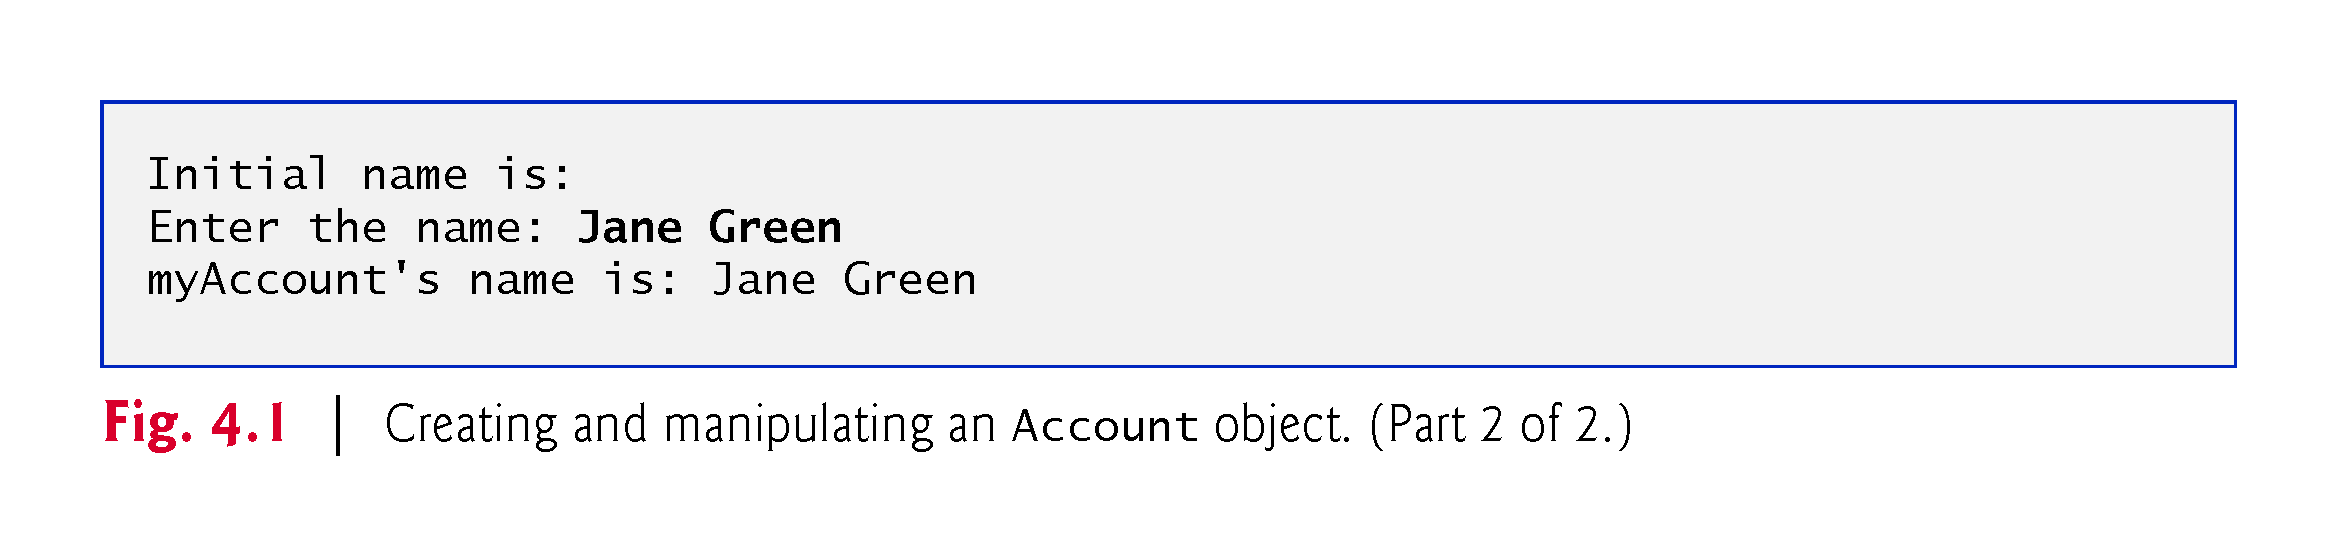 Initial name is:
Enter the name: Jane Green
myAccount's name is: Jane Green
Fig. 4.1 | Creating and manipulating an Account object. (Part 2 of 2.)